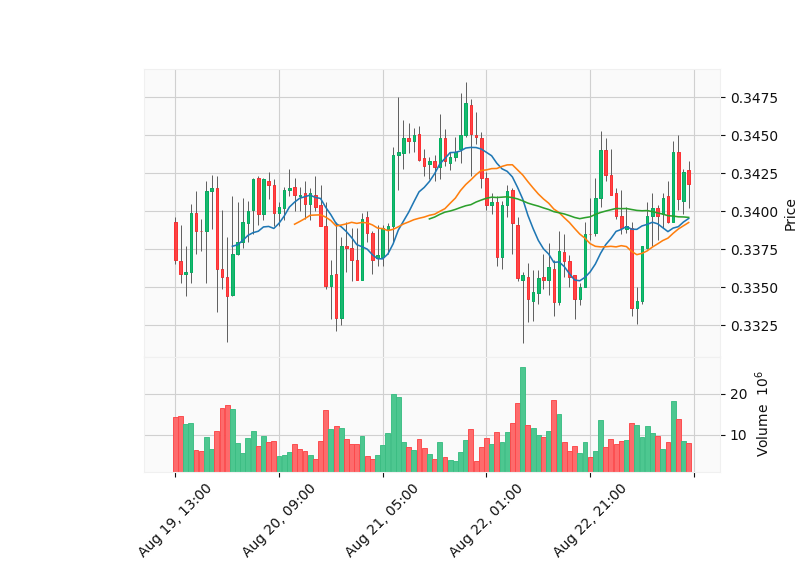 0.3475
0.3450
0.3425
0.3400
0.3375
0.3350
0.3325
Price
20
10
Volume 10^6
Aug 19, 13:00
Aug 20, 09:00
Aug 21, 05:00
Aug 22, 01:00
Aug 22, 21:00